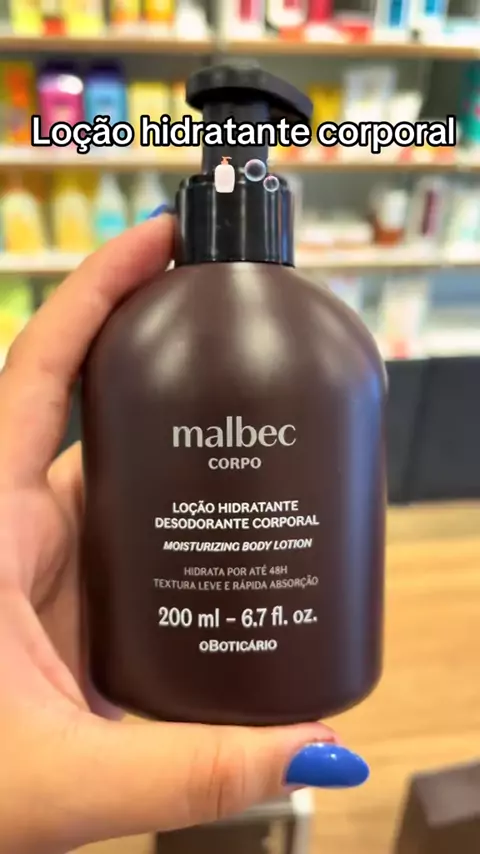 Loção hidratante corporal
malbec
CORPO
LOÇÃO HIDRATANTE
DESODORANTE CORPORAL
MOISTURIZING BODY LOTION
HIDRATA POR ATÉ 48H
TEXTURA LEVE E RÁPIDA ABSORÇÃO
200 ml – 6.7 fl. oz.
oBoticário